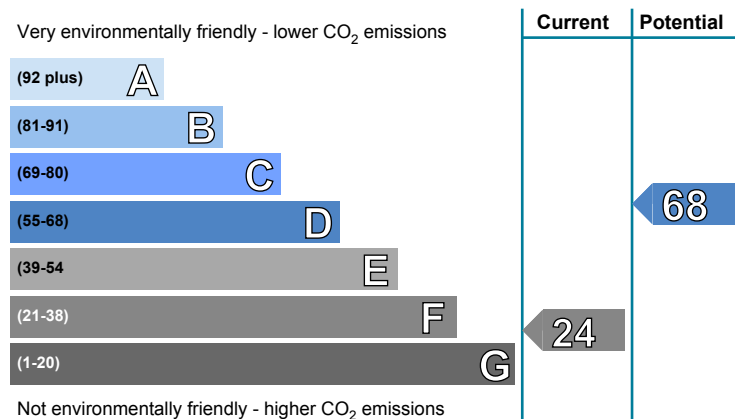 Very environmentally friendly - lower CO2 emissions
Current
Potential
(92 plus) A
(81-91) B
(69-80) C
(55-68) D
(39-54 E
(21-38) F
(1-20) G
24
68
Not environmentally friendly - higher CO2 emissions